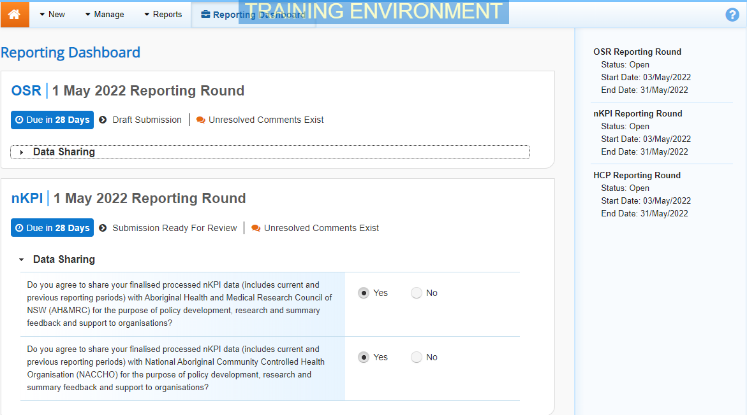 New
Manage
Reports
Reporting Dashboard
TRAINING ENVIRONMENT
?
Reporting Dashboard
OSR | 1 May 2022 Reporting Round
Due in 28 Days
Draft Submission
Unresolved Comments Exist
Data Sharing
nKPI | 1 May 2022 Reporting Round
Due in 28 Days
Submission Ready For Review
Unresolved Comments Exist
Data Sharing
Do you agree to share your finalised processed nKPI data (includes current and
previous reporting periods) with Aboriginal Health and Medical Research Council of
NSW (AH&MRC) for the purpose of policy development, research and summary
feedback and support to organisations?
Yes
No
Do you agree to share your finalised processed nKPI data (includes current and
previous reporting periods) with National Aboriginal Community Controlled Health
Organisation (NACCHO) for the purpose of policy development, research and
summary feedback and support to organisations?
Yes
No
OSR Reporting Round
Status: Open
Start Date: 03/May/2022
End Date: 31/May/2022
nKPI Reporting Round
Status: Open
Start Date: 03/May/2022
End Date: 31/May/2022
HCP Reporting Round
Status: Open
Start Date: 03/May/2022
End Date: 31/May/2022